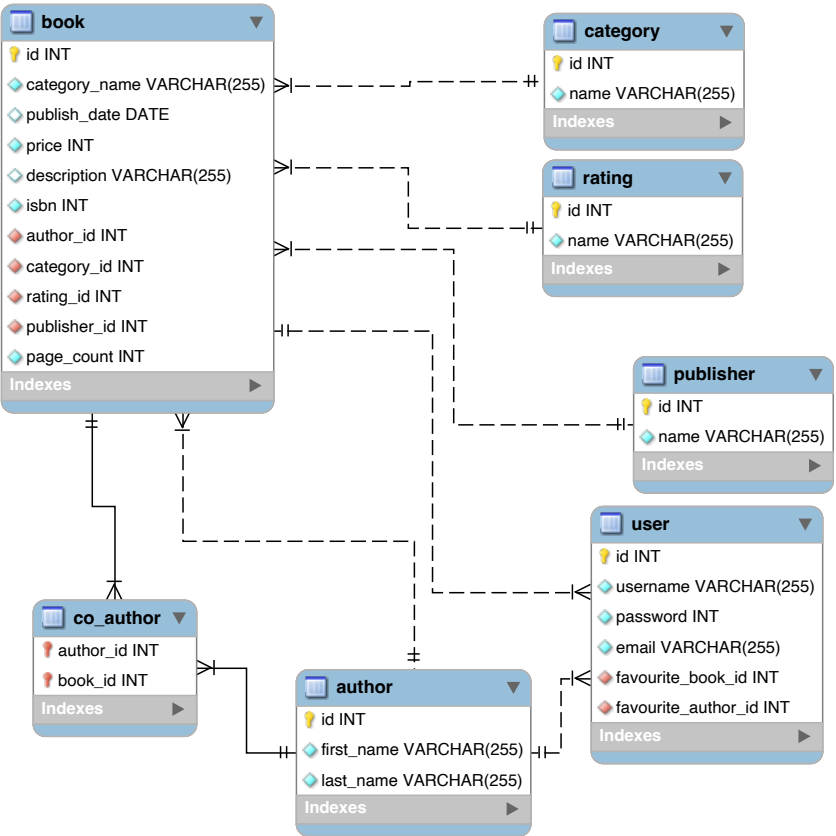 book
id INT
category_name VARCHAR(255)
publish_date DATE
price INT
description VARCHAR(255)
isbn INT
author_id INT
category_id INT
rating_id INT
publisher_id INT
page_count INT
Indexes
category
id INT
name VARCHAR(255)
Indexes
rating
id INT
name VARCHAR(255)
Indexes
publisher
id INT
name VARCHAR(255)
Indexes
user
id INT
username VARCHAR(255)
password INT
email VARCHAR(255)
favourite_book_id INT
favourite_author_id INT
Indexes
co_author
author_id INT
book_id INT
Indexes
author
id INT
first_name VARCHAR(255)
last_name VARCHAR(255)
Indexes